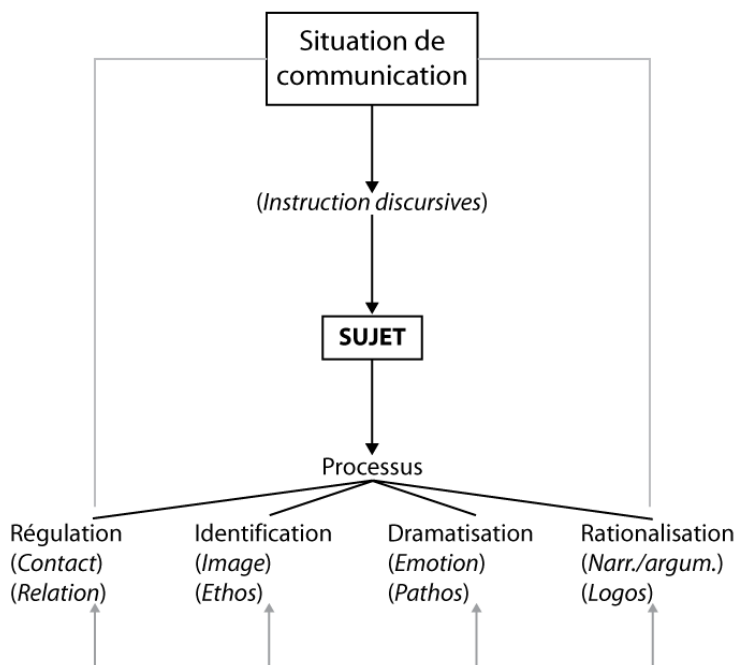 Situation de
communication
(Instruction discursives)
SUJET
Processus
Régulation
(Contact)
(Relation)
Identification
(Image)
(Ethos)
Dramatisation
(Emotion)
(Pathos)
Rationalisation
(Narr./argum.)
(Logos)